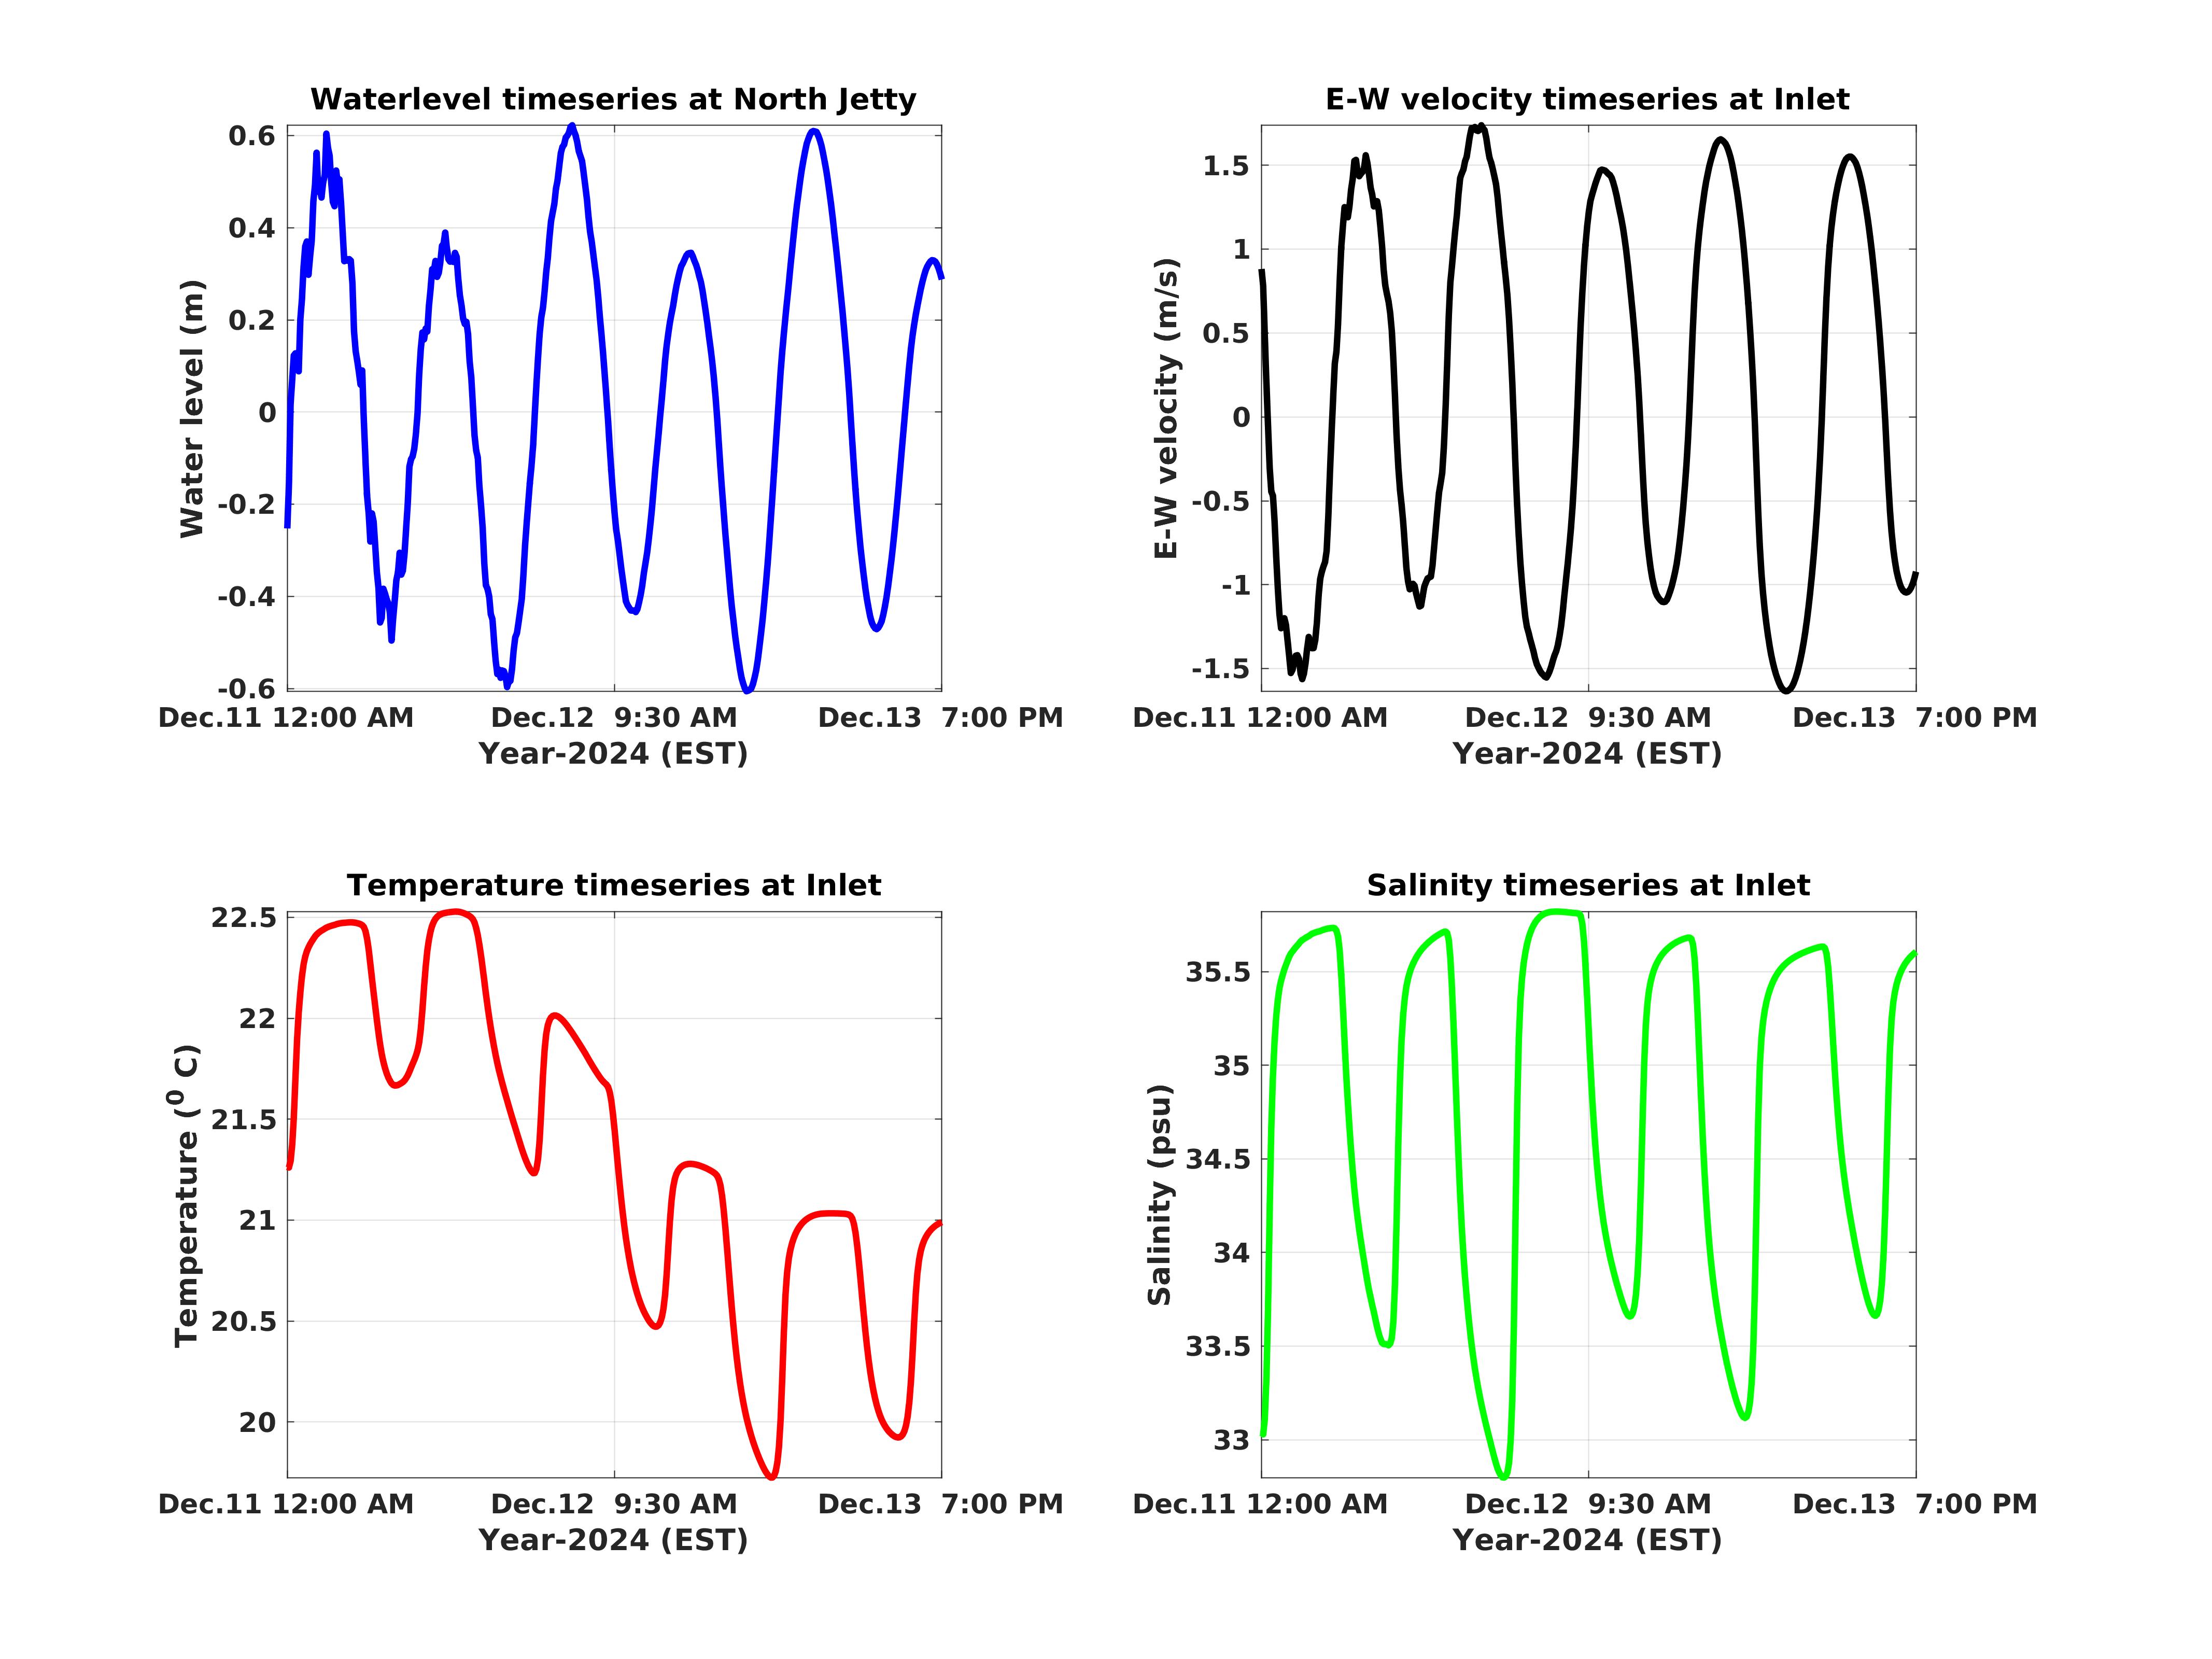 Waterlevel timeseries at North Jetty
0.6
0.4
0.2
0
-0.2
-0.4
-0.6
Water level (m)
Dec.11 12:00 AM Dec.12 9:30 AM Dec.13 7:00 PM
Year-2024 (EST)
E-W velocity timeseries at Inlet
1.5
1
0.5
0
-0.5
-1
-1.5
E-W velocity (m/s)
Dec.11 12:00 AM Dec.12 9:30 AM Dec.13 7:00 PM
Year-2024 (EST)
Temperature timeseries at Inlet
22.5
22
21.5
21
20.5
20
Temperature (⁰ C)
Dec.11 12:00 AM Dec.12 9:30 AM Dec.13 7:00 PM
Year-2024 (EST)
Salinity timeseries at Inlet
35.5
35
34.5
34
33.5
33
Salinity (psu)
Dec.11 12:00 AM Dec.12 9:30 AM Dec.13 7:00 PM
Year-2024 (EST)